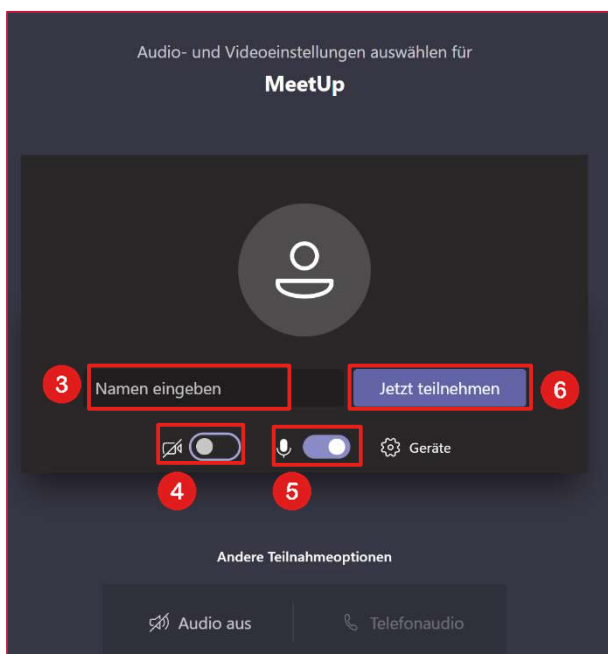 Audio- und Videoeinstellungen auswählen für
MeetUp
3 Namen eingeben Jetzt teilnehmen 6
Geräte
4 5
Andere Teilnahmeoptionen
Audio aus Telefonaudio